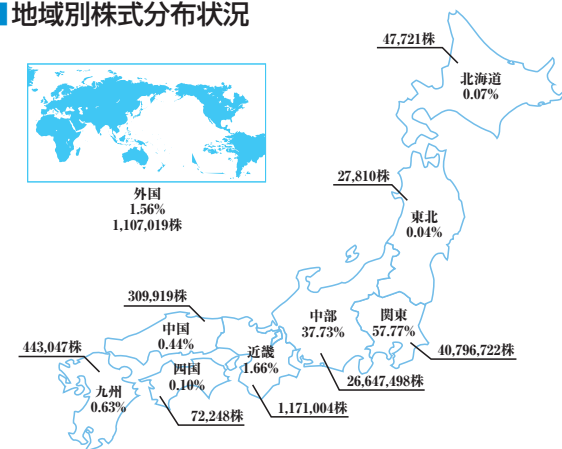 地域別株式分布状況
47,721株
北海道
0.07%
外国
1.56%
1,107,019株
27,810株
東北
0.04%
309,919株
中国
0.44%
中部
37.73%
関東
57.77%
443,047株
近畿
1.66%
40,796,722株
四国
0.10%
九州
0.63%
26,647,498株
72,248株
1,171,004株